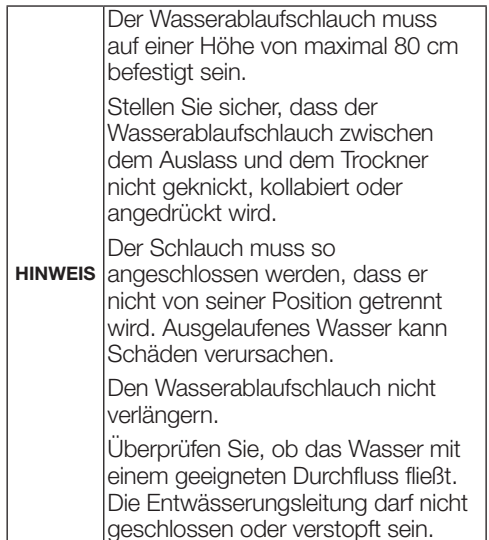 Der Wasserablaufschlauch muss
auf einer Höhe von maximal 80 cm
befestigt sein.
Stellen Sie sicher, dass der
Wasserablaufschlauch zwischen
dem Auslass und dem Trockner
nicht geknickt, kollabiert oder
angedrückt wird.
Der Schlauch muss so
HINWEIS angeschlossen werden, dass er
nicht von seiner Position getrennt
wird. Ausgelaufenes Wasser kann
Schäden verursachen.
Den Wasserablaufschlauch nicht
verlängern.
Überprüfen Sie, ob das Wasser mit
einem geeigneten Durchfluss fließt.
Die Entwässerungsleitung darf nicht
geschlossen oder verstopft sein.